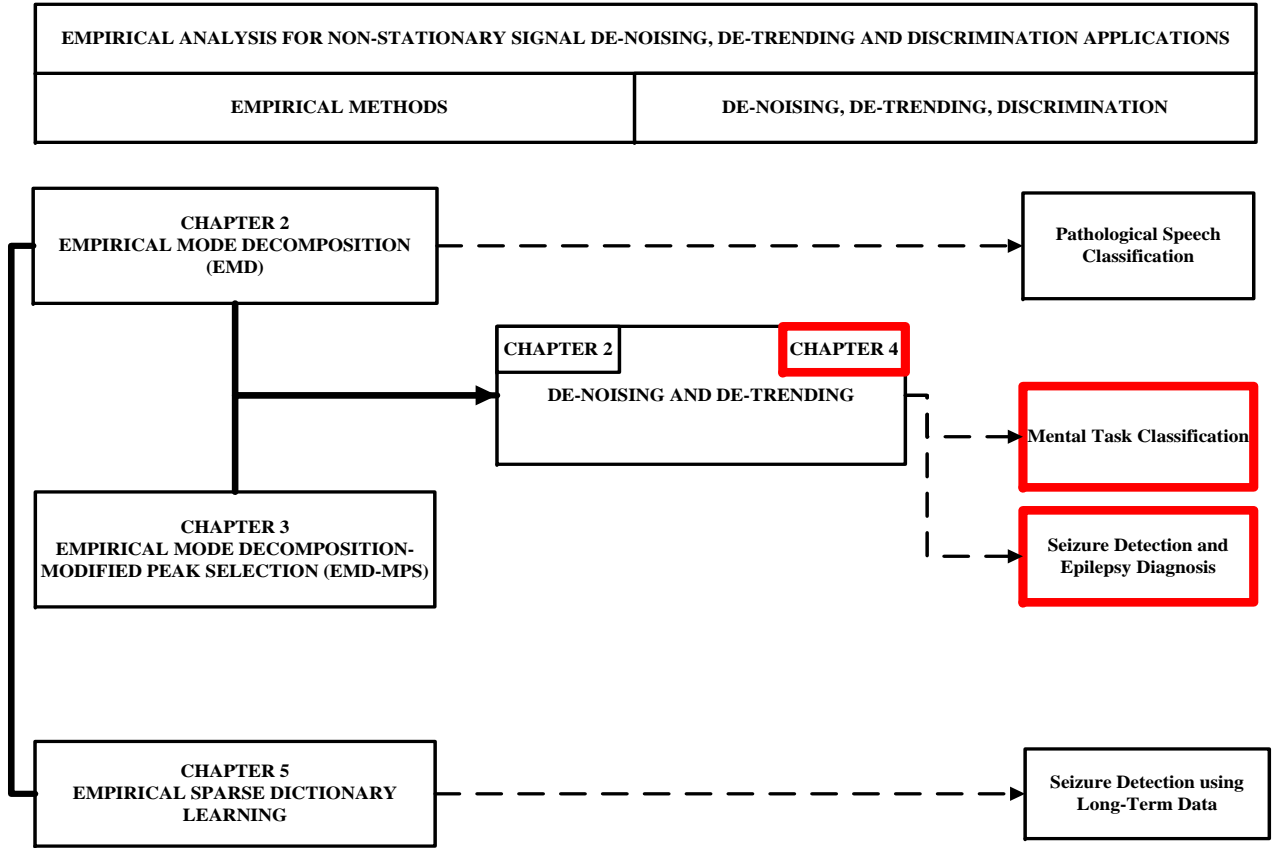 EMPIRICAL ANALYSIS FOR NON-STATIONARY SIGNAL DE-NOISING, DE-TRENDING AND DISCRIMINATION APPLICATIONS
EMPIRICAL METHODS
DE-NOISING, DE-TRENDING, DISCRIMINATION
CHAPTER 2
EMPIRICAL MODE DECOMPOSITION
(EMD)
Pathological Speech
Classification
CHAPTER 2
CHAPTER 4
DE-NOISING AND DE-TRENDING
Mental Task Classification
CHAPTER 3
EMPIRICAL MODE DECOMPOSITION-
MODIFIED PEAK SELECTION (EMD-MPS)
Seizure Detection and
Epilepsy Diagnosis
CHAPTER 5
EMPIRICAL SPARSE DICTIONARY
LEARNING
Seizure Detection using
Long-Term Data